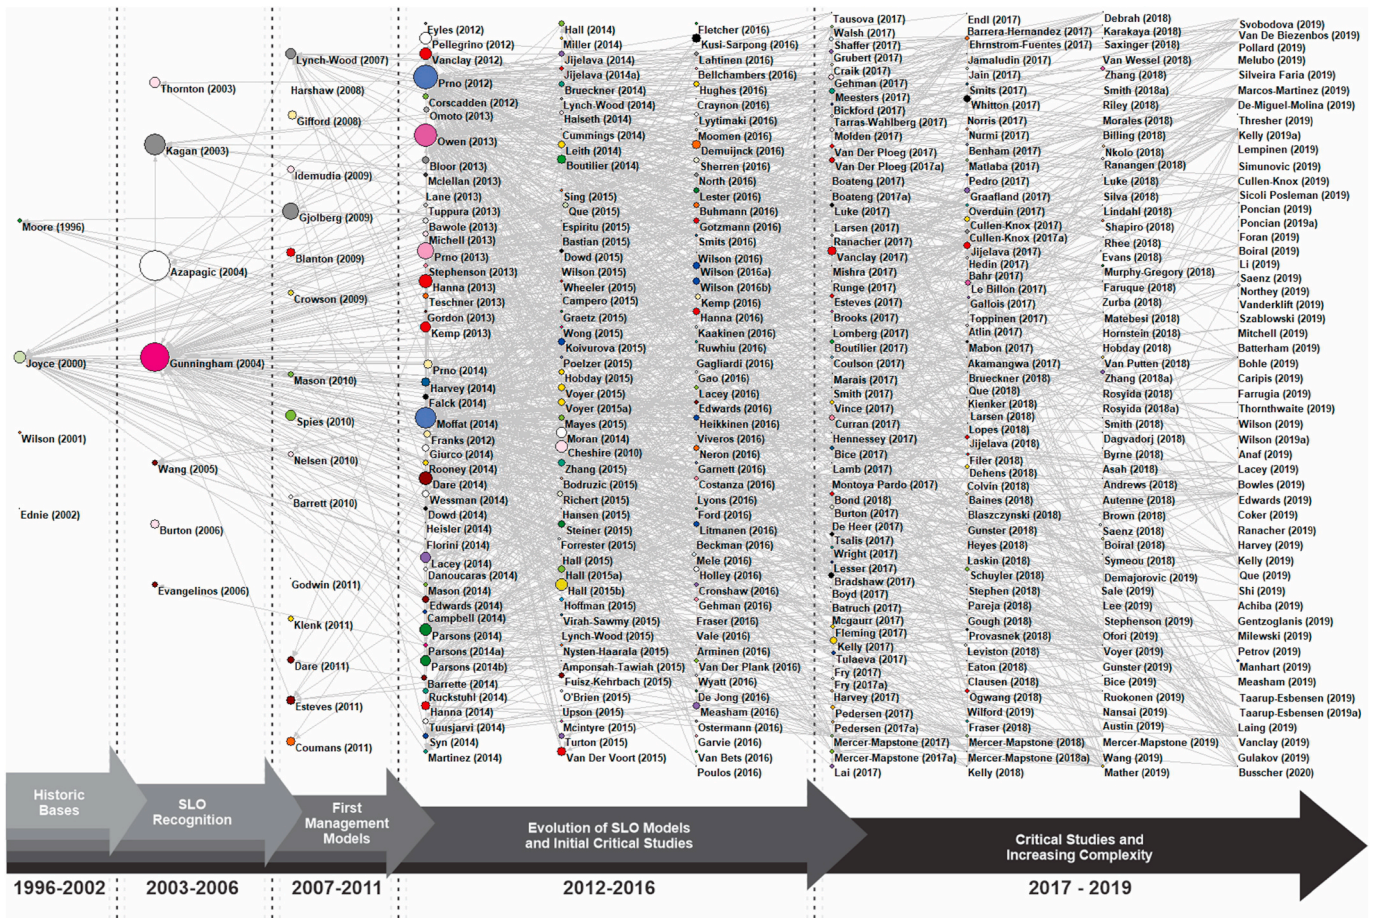 Moore (1996)
Joyce (2000)
Wilson (2001)
Ednie (2002)
Thornton (2003)
Kagan (2003)
Azapagic (2004)
Gunningham (2004)
Wang (2005)
Burton (2006)
Evangelinos (2006)
Lynch-Wood (2007)
Harshaw (2008)
Gifford (2008)
Idemudia (2009)
Gjolberg (2009)
Blanton (2009)
Crowson (2009)
Mason (2010)
Spies (2010)
Nelsen (2010)
Barrett (2010)
Godwin (2011)
Klenk (2011)
Dare (2011)
Esteves (2011)
Coumans (2011)
Eyles (2012)
Pellegrino (2012)
Vanclay (2012)
Prno (2012)
Corscadden (2012)
Omoto (2013)
Owen (2013)
Bloor (2013)
Mclellan (2013)
Lane (2013)
Tuppura (2013)
Bawole (2013)
Michell (2013)
Prno (2013)
Stephenson (2013)
Hanna (2013)
Teschner (2013)
Gordon (2013)
Kemp (2013)
Prno (2014)
Harvey (2014)
Falck (2014)
Moffat (2014)
Franks (2012)
Giurco (2014)
Rooney (2014)
Dare (2014)
Wessman (2014)
Dowd (2014)
Heisler (2014)
Florini (2014)
Lacey (2014)
Danoucaras (2014)
Mason (2014)
Edwards (2014)
Campbell (2014)
Parsons (2014)
Parsons (2014a)
Parsons (2014b)
Barrette (2014)
Ruckstuhl (2014)
Hanna (2014)
Tuusjarvi (2014)
Syn (2014)
Martinez (2014)
Hall (2014)
Miller (2014)
Jijelava (2014)
Jijelava (2014a)
Brueckner (2014)
Lynch-Wood (2014)
Halseth (2014)
Cummings (2014)
Leith (2014)
Boutilier (2014)
Sing (2015)
Que (2015)
Espiritu (2015)
Bastian (2015)
Dowd (2015)
Wilson (2015)
Wheeler (2015)
Campero (2015)
Graetz (2015)
Wong (2015)
Koivurova (2015)
Poelzer (2015)
Hobday (2015)
Voyer (2015)
Voyer (2015a)
Mayes (2015)
Moran (2014)
Cheshire (2010)
Zhang (2015)
Bodruzic (2015)
Richert (2015)
Hansen (2015)
Steiner (2015)
Forrester (2015)
Hall (2015)
Hall (2015a)
Hall (2015b)
Hoffman (2015)
Virah-Sawmy (2015)
Lynch-Wood (2015)
Nysten-Haarala (2015)
Amponsah-Tawiah (2015)
Fuisz-Kehrbach (2015)
O'Brien (2015)
Upson (2015)
Mcintyre (2015)
Turton (2015)
Van Der Voort (2015)
Fletcher (2016)
Kusi-Sarpong (2016)
Lahtinen (2016)
Bellchambers (2016)
Hughes (2016)
Craynon (2016)
Lyytimaki (2016)
Moomen (2016)
Demuijnck (2016)
Sherren (2016)
North (2016)
Lester (2016)
Buhmann (2016)
Gotzmann (2016)
Smits (2016)
Wilson (2016)
Wilson (2016a)
Wilson (2016b)
Kemp (2016)
Hanna (2016)
Kaakinen (2016)
Ruwhiu (2016)
Gagliardi (2016)
Gao (2016)
Lacey (2016)
Edwards (2016)
Heikkinen (2016)
Viveros (2016)
Neron (2016)
Garnett (2016)
Costanza (2016)
Lyons (2016)
Ford (2016)
Litmanen (2016)
Beckman (2016)
Mele (2016)
Holley (2016)
Cronshaw (2016)
Gehman (2016)
Fraser (2016)
Vale (2016)
Arminen (2016)
Van Der Plank (2016)
Wyatt (2016)
De Jong (2016)
Measham (2016)
Ostermann (2016)
Garvie (2016)
Van Bets (2016)
Poulos (2016)
Tausova (2017)
Walsh (2017)
Shaffer (2017)
Grubert (2017)
Craik (2017)
Gehman (2017)
Meesters (2017)
Bickford (2017)
Tarras-Wahlberg (2017)
Molden (2017)
Van Der Ploeg (2017)
Van Der Ploeg (2017a)
Boateng (2017)
Boateng (2017a)
Luke (2017)
Larsen (2017)
Ranacher (2017)
Vanclay (2017)
Mishra (2017)
Runge (2017)
Esteves (2017)
Brooks (2017)
Lomberg (2017)
Boutilier (2017)
Coulson (2017)
Marais (2017)
Smith (2017)
Vince (2017)
Curran (2017)
Hennessey (2017)
Bice (2017)
Lamb (2017)
Montoya Pardo (2017)
Bond (2018)
Burton (2017)
De Heer (2017)
Tsalis (2017)
Wright (2017)
Lesser (2017)
Bradshaw (2017)
Boyd (2017)
Batruch (2017)
Mcgaurr (2017)
Fleming (2017)
Kelly (2017)
Tulaeva (2017)
Fry (2017)
Fry (2017a)
Harvey (2017)
Pedersen (2017)
Pedersen (2017a)
Mercer-Mapstone (2017)
Mercer-Mapstone (2017a)
Lai (2017)
Endl (2017)
Barrera-Hernandez (2017)
Ehrnstrom-Fuentes (2017)
Jamaludin (2017)
Jain (2017)
Smits (2017)
Whitton (2017)
Norris (2017)
Nurmi (2017)
Benham (2017)
Matlaba (2017)
Pedro (2017)
Graafland (2017)
Overduin (2017)
Cullen-Knox (2017)
Cullen-Knox (2017a)
Jijelava (2017)
Hedin (2017)
Bahr (2017)
Le Billon (2017)
Gallois (2017)
Toppinen (2017)
Atlin (2017)
Mabon (2017)
Akamangwa (2017)
Brueckner (2018)
Que (2018)
Kienker (2018)
Larsen (2018)
Lopes (2018)
Jijelava (2018)
Filer (2018)
Dehens (2018)
Colvin (2018)
Baines (2018)
Blaszczynski (2018)
Gunster (2018)
Heyes (2018)
Laskin (2018)
Schuyler (2018)
Stephen (2018)
Pareja (2018)
Gough (2018)
Provasnek (2018)
Leviston (2018)
Eaton (2018)
Clausen (2018)
Ogwang (2018)
Wilford (2019)
Fraser (2018)
Mercer-Mapstone (2018)
Mercer-Mapstone (2018a)
Kelly (2018)
Debrah (2018)
Karakaya (2018)
Saxinger (2018)
Van Wessel (2018)
Zhang (2018)
Smith (2018a)
Riley (2018)
Morales (2018)
Billing (2018)
Nkolo (2018)
Ranangen (2018)
Luke (2018)
Silva (2018)
Lindahl (2018)
Shapiro (2018)
Rhee (2018)
Evans (2018)
Murphy-Gregory (2018)
Faruque (2018)
Zurba (2018)
Matebesi (2018)
Hornstein (2018)
Hobday (2018)
Van Putten (2018)
Zhang (2018a)
Rosyida (2018)
Rosyida (2018a)
Smith (2018)
Dagvadorj (2018)
Byrne (2018)
Asah (2018)
Andrews (2018)
Autenne (2018)
Brown (2018)
Saenz (2018)
Boiral (2018)
Symeou (2018)
Demajorovic (2019)
Sale (2019)
Lee (2019)
Stephenson (2019)
Ofori (2019)
Voyer (2019)
Gunster (2019)
Bice (2019)
Ruokonen (2019)
Nansai (2019)
Austin (2019)
Mercer-Mapstone (2019)
Wang (2019)
Mather (2019)
Svobodova (2019)
Van De Biezenbos (2019)
Pollard (2019)
Melubo (2019)
Silveira Faria (2019)
Marcos-Martinez (2019)
De-Miguel-Molina (2019)
Thresher (2019)
Kelly (2019a)
Lempinen (2019)
Simunovic (2019)
Cullen-Knox (2019)
Sicoli Posleman (2019)
Poncian (2019)
Poncian (2019a)
Foran (2019)
Boiral (2019)
Li (2019)
Saenz (2019)
Northey (2019)
Vanderklift (2019)
Szablowski (2019)
Mitchell (2019)
Batterham (2019)
Bohle (2019)
Caripis (2019)
Farrugia (2019)
Thornthwaite (2019)
Wilson (2019)
Wilson (2019a)
Anaf (2019)
Lacey (2019)
Bowles (2019)
Edwards (2019)
Coker (2019)
Ranacher (2019)
Harvey (2019)
Kelly (2019)
Que (2019)
Shi (2019)
Achiba (2019)
Gentzoglanis (2019)
Milewski (2019)
Petrov (2019)
Manhart (2019)
Measham (2019)
Taarup-Esbensen (2019)
Taarup-Esbensen (2019a)
Laing (2019)
Vanclay (2019)
Gulakov (2019)
Busscher (2020)
Historic
Bases
SLO
Recognition
First
Management
Models
Evolution of SLO Models
and Initial Critical Studies
Critical Studies and
Increasing Complexity
1996-2002
2003-2006
2007-2011
2012-2016
2017 - 2019